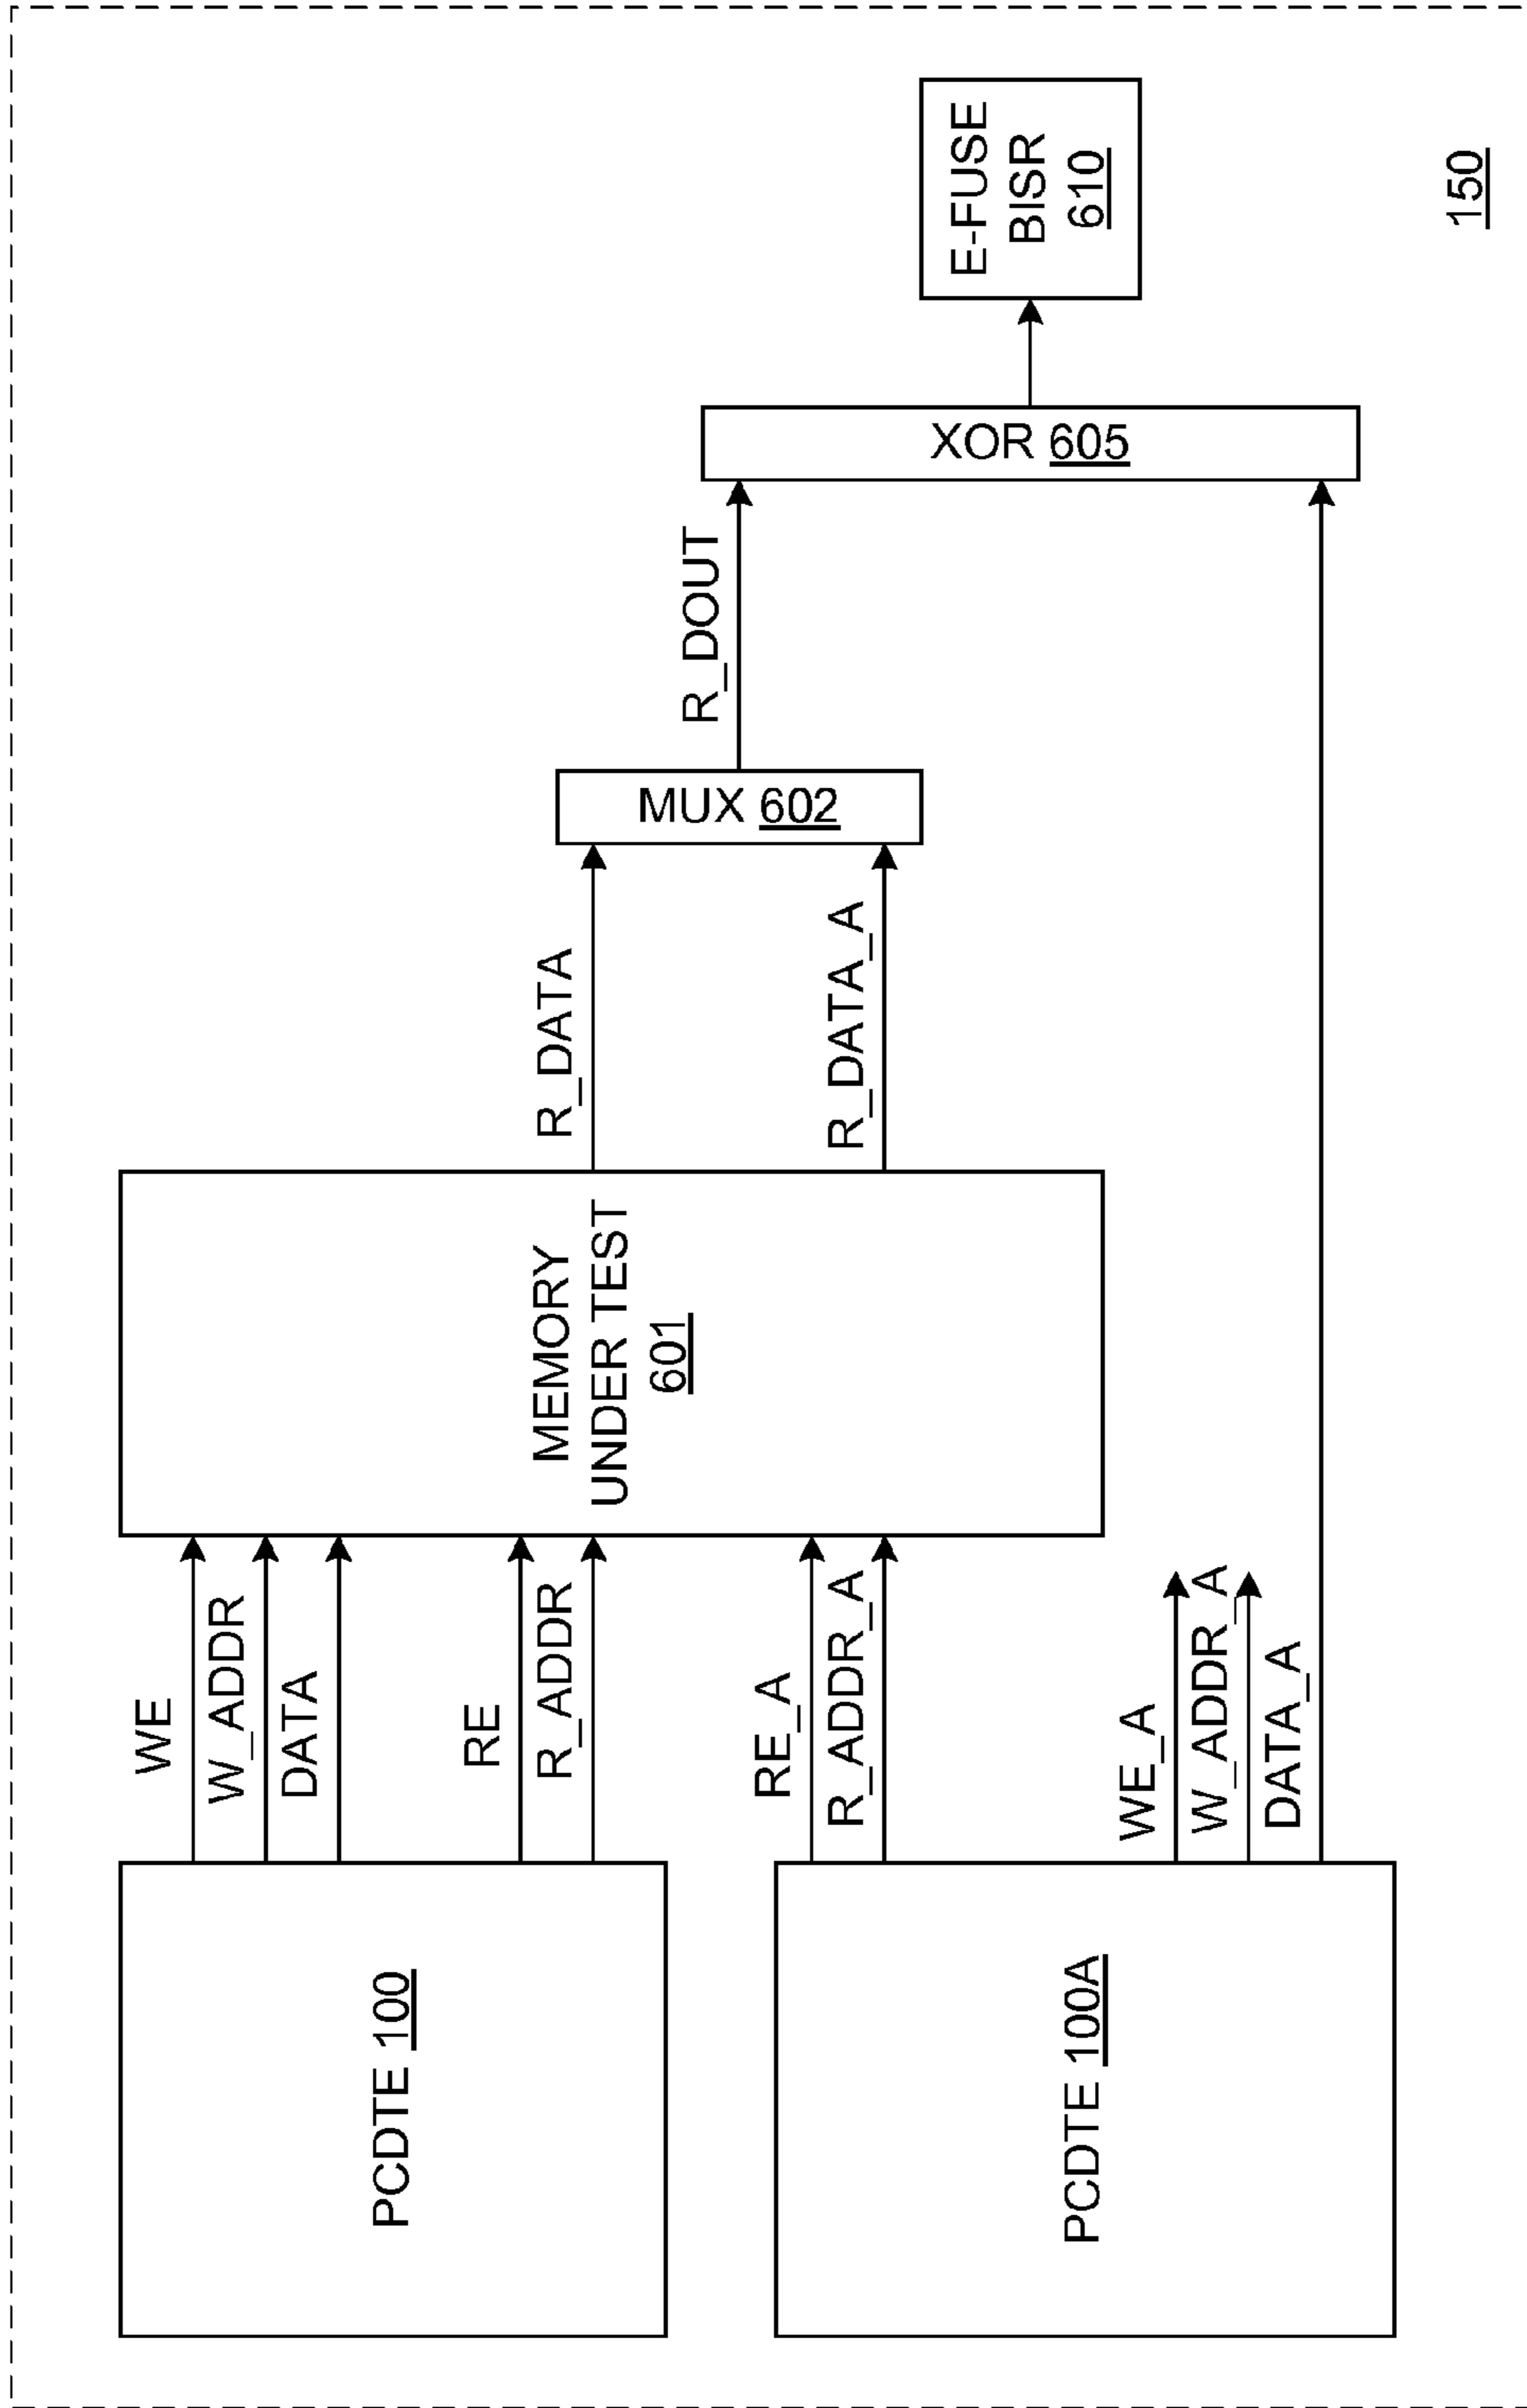 PCDTE 100
WE
W_ADDR
DATA
RE
R_ADDR
PCDTE 100A
RE_A
R_ADDR_A
WE_A
W_ADDR_A
DATA_A
MEMORY
UNDER TEST
601
R_DATA
R_DATA_A
MUX 602
R_DOUT
XOR 605
E-FUSE
BISR
610
150